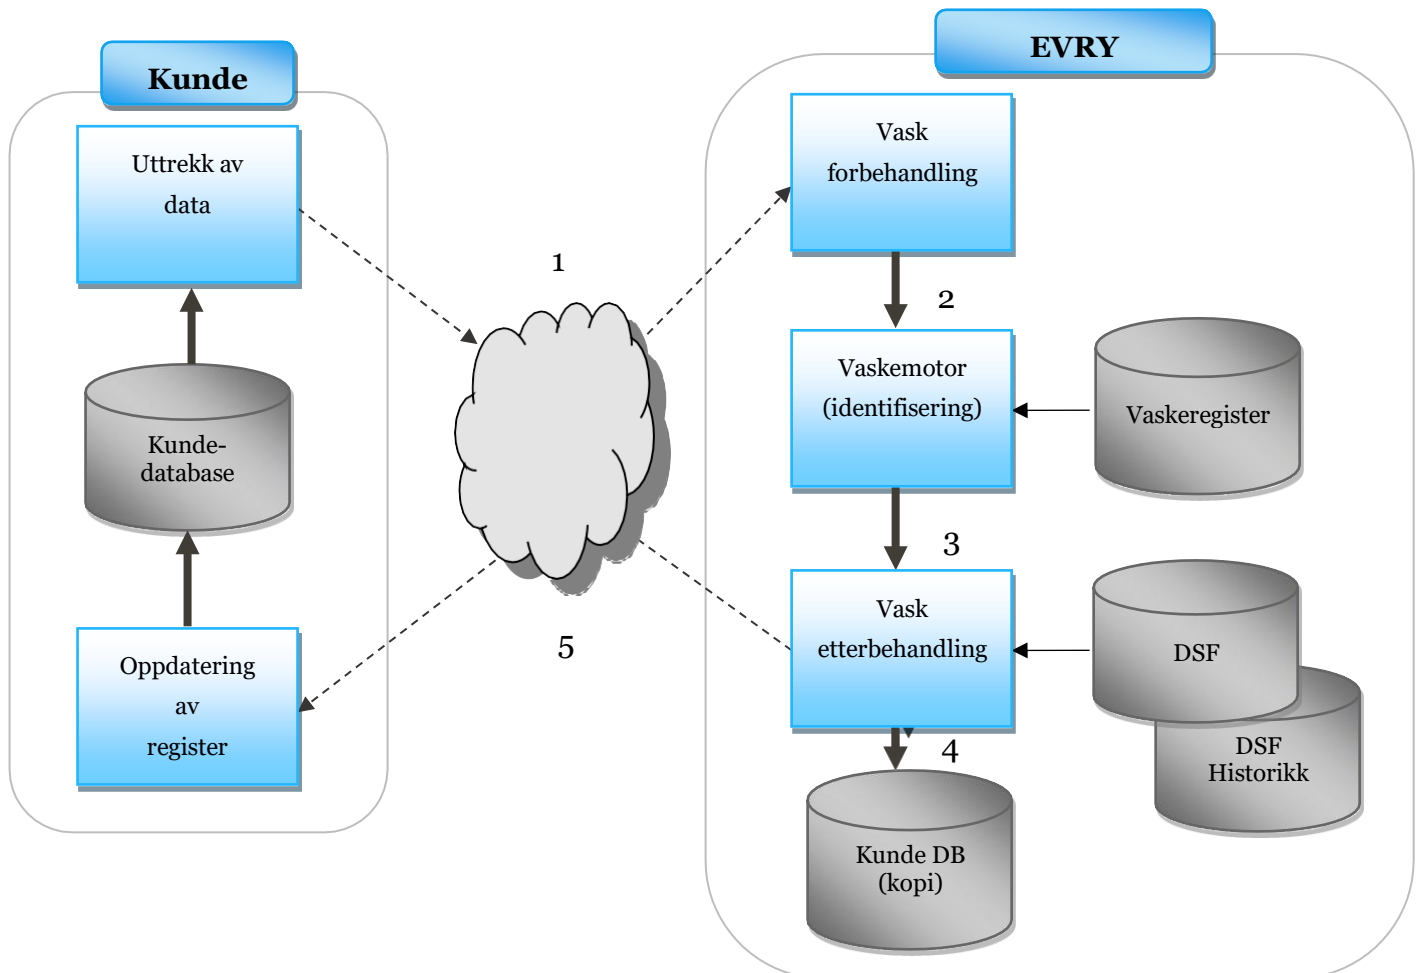 Kunde
Uttrekk av
data
Kunde-
database
Oppdatering
av
register
1
5
EVRY
Vask
forbehandling
2
Vaskemotor
(identifisering)
Vaskeregister
3
Vask
etterbehandling
DSF
DSF
Historikk
4
Kunde DB
(kopi)